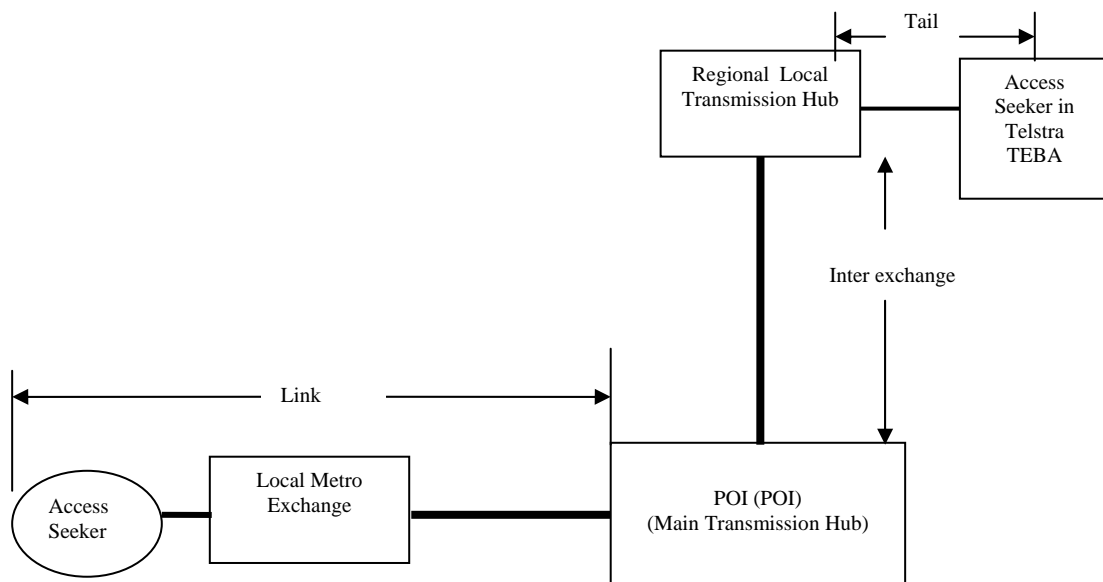 Tail
Regional Local
Transmission Hub
Access
Seeker in
Telstra
TEBA
Inter exchange
Link
Access
Seeker
Local Metro
Exchange
POI (POI)
(Main Transmission Hub)